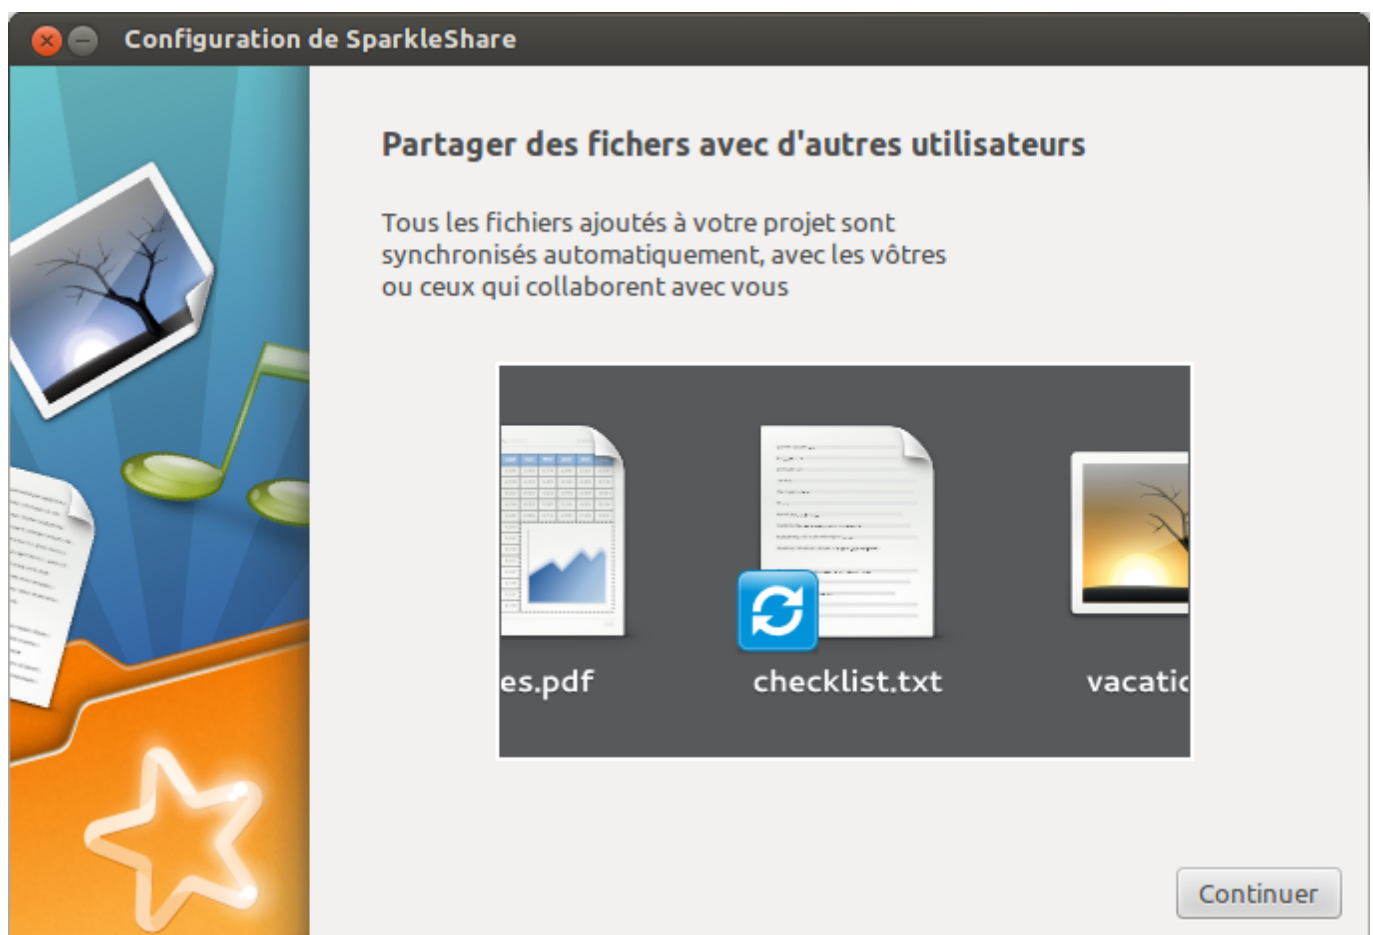 Configuration de SparkleShare
Partager des fichers avec d'autres utilisateurs
Tous les fichiers ajoutés à votre projet sont
synchronisés automatiquement, avec les vôtres
ou ceux qui collaborent avec vous
es.pdf checklist.txt vacatic
Continuer